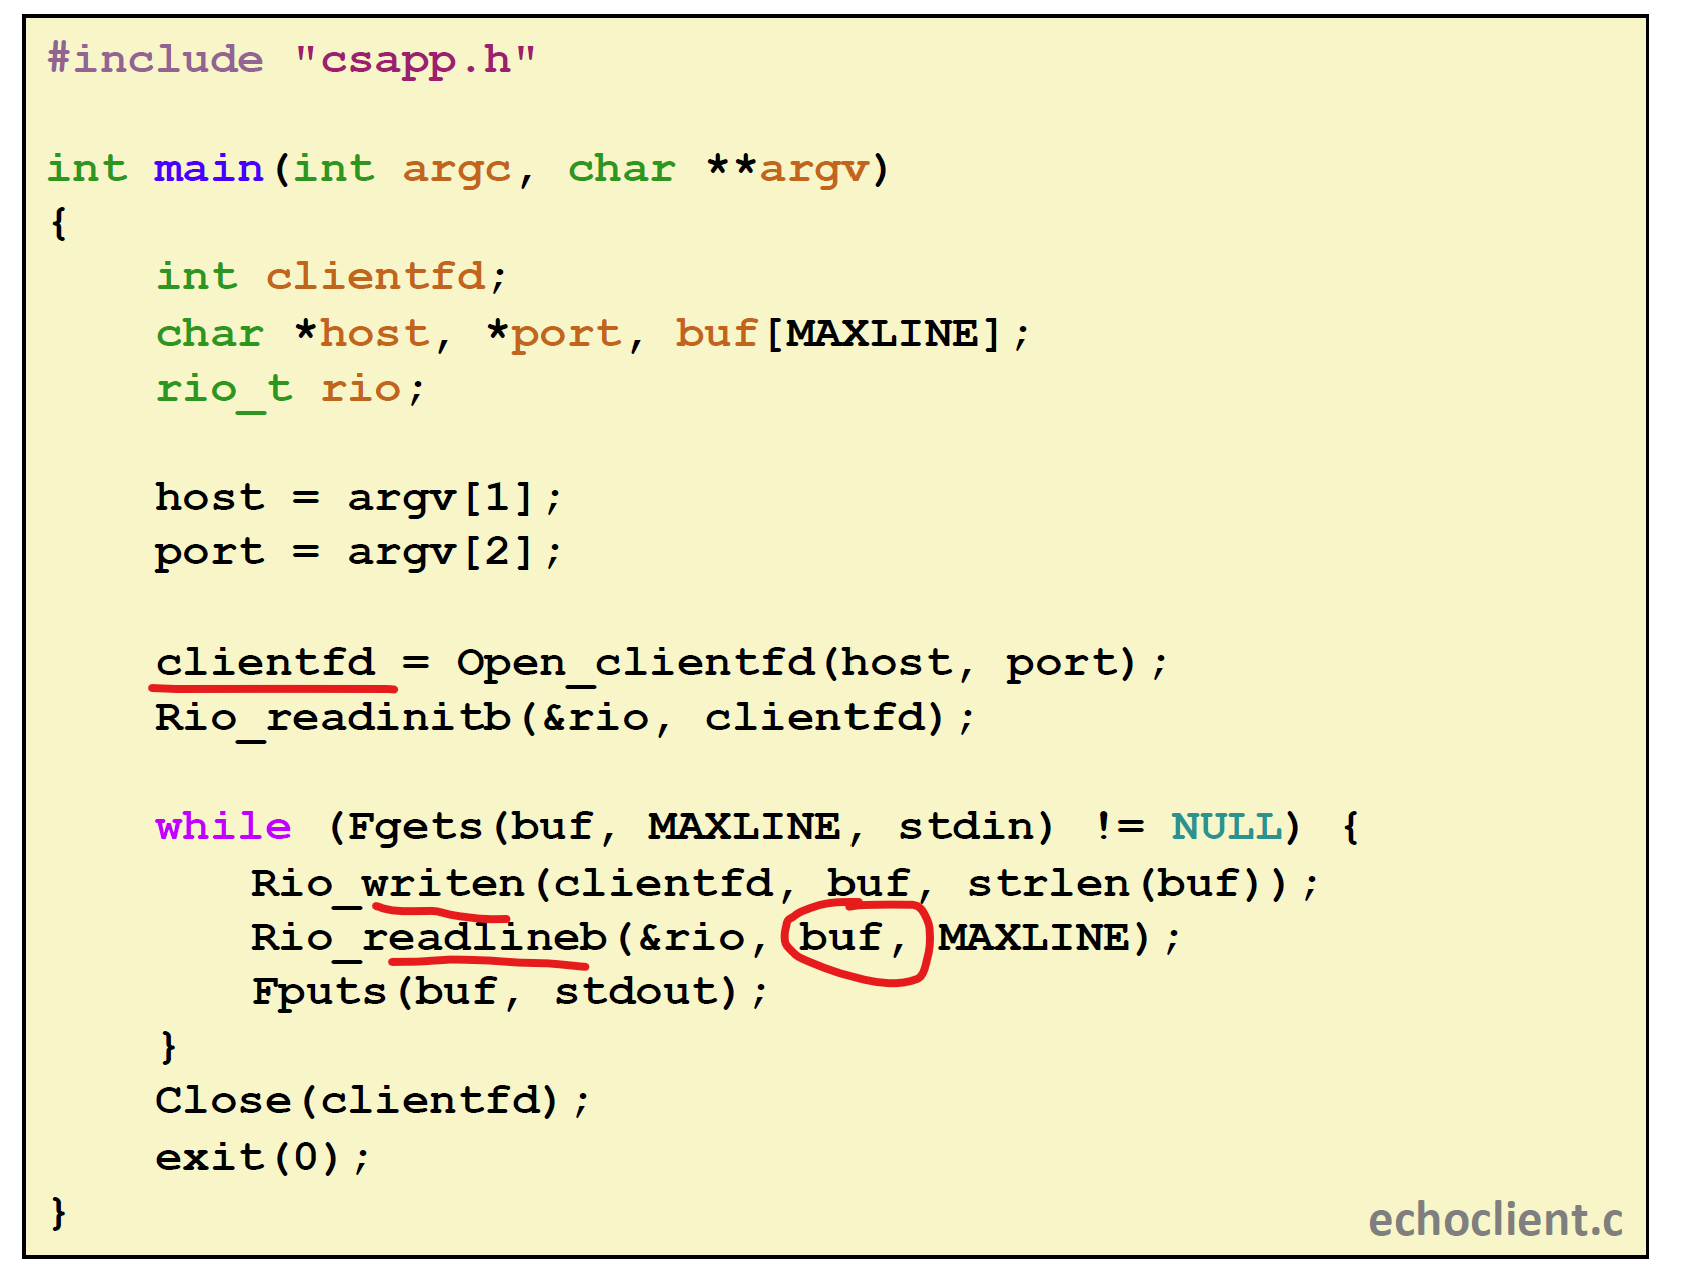 #include "csapp.h"
int main(int argc, char **argv)
{
int clientfd;
char *host, *port, buf[MAXLINE];
rio_t rio;
host = argv[1];
port = argv[2];
clientfd = Open_clientfd(host, port);
Rio_readinitb(&rio, clientfd);
while (Fgets(buf, MAXLINE, stdin) != NULL) {
Rio_writen(clientfd, buf, strlen(buf));
Rio_readlineb(&rio, buf, MAXLINE);
Fputs(buf, stdout);
}
Close(clientfd);
exit(0);
}
echoclient.c